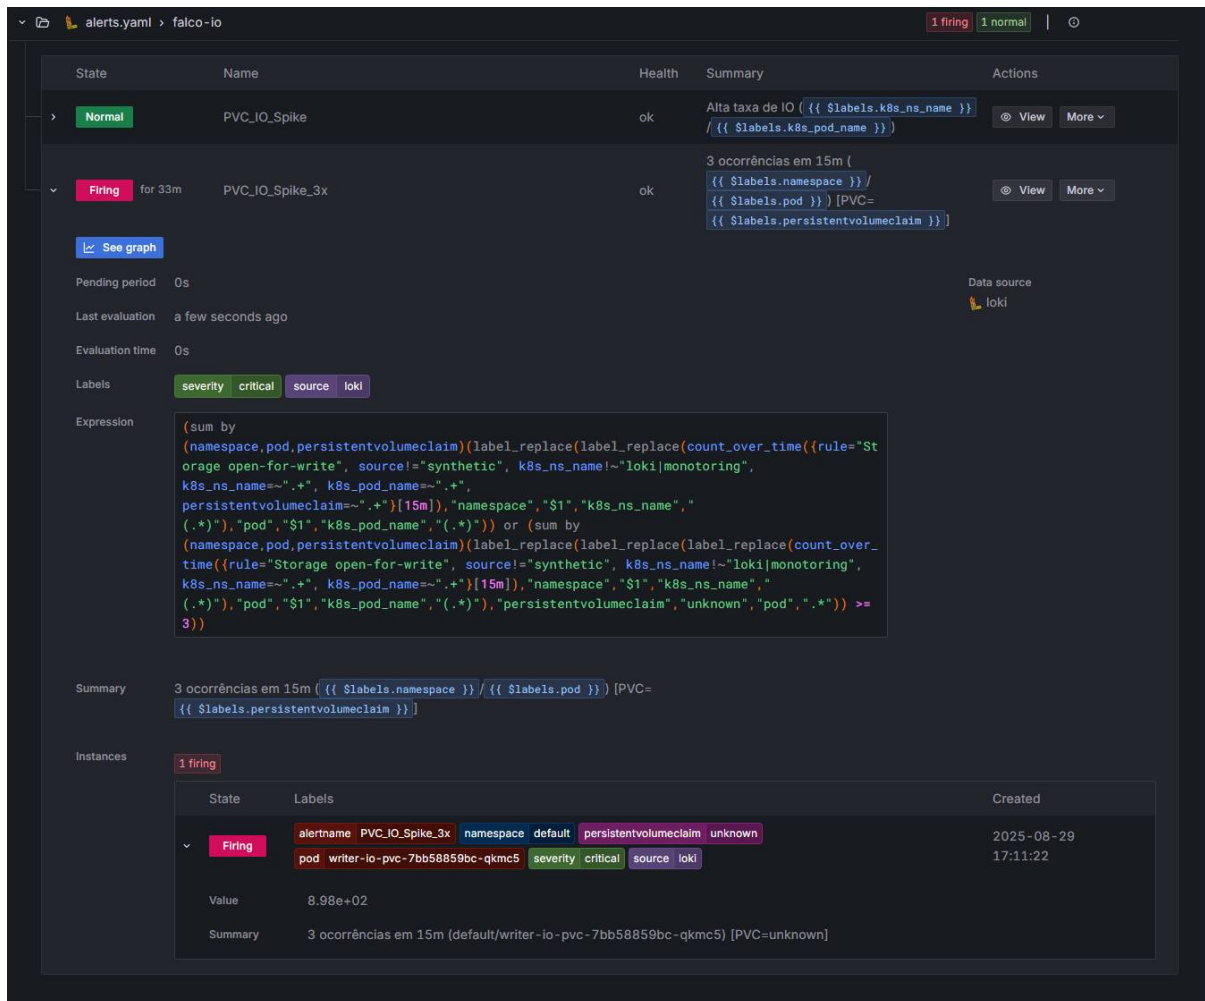 alerts.yaml > falco-io
1 firing 1 normal
State Name Health Summary Actions
Normal PVC_IO_Spike ok Alta taxa de IO ( {{ $labels.k8s_ns_name }} / {{ $labels.k8s_pod_name }} ) View More
Firing for 33m PVC_IO_Spike_3x ok 3 ocorrências em 15m ( {{ $labels.namespace }} / {{ $labels.pod }} ) [PVC= {{ $labels.persistentvolumeclaim }} ] View More
See graph
Pending period 0s
Data source
loki
Last evaluation a few seconds ago
Evaluation time 0s
Labels severity critical source loki
Expression
(sum by
(namespace,pod,persistentvolumeclaim)(label_replace(label_replace(count_over_time({rule="St
orage open-for-write", source!="synthetic", k8s_ns_name!~"loki|monotoring",
k8s_ns_name=~".+", k8s_pod_name=~".+",
persistentvolumeclaim=~".+"}[15m]),"namespace","$1","k8s_ns_name","
(.*)"),"pod","$1","k8s_pod_name","(.*)")) or (sum by
(namespace,pod,persistentvolumeclaim)(label_replace(label_replace(label_replace(count_over_
time({rule="Storage open-for-write", source!="synthetic", k8s_ns_name!~"loki|monotoring",
k8s_ns_name=~".+", k8s_pod_name=~".+"}[15m]),"namespace","$1","k8s_ns_name","
(.*)"),"pod","$1","k8s_pod_name","(.*)"),"persistentvolumeclaim","unknown","pod",".*")) >=
3))
Summary 3 ocorrências em 15m ( {{ $labels.namespace }} / {{ $labels.pod }} ) [PVC=
{{ $labels.persistentvolumeclaim }} ]
Instances 1 firing
State Labels Created
Firing
alertname PVC_IO_Spike_3x namespace default persistentvolumeclaim unknown
pod writer-io-pvc-7bb58859bc-qkmc5 severity critical source loki
2025-08-29
17:11:22
Value 8.98e+02
Summary 3 ocorrências em 15m (default/writer-io-pvc-7bb58859bc-qkmc5) [PVC=unknown]